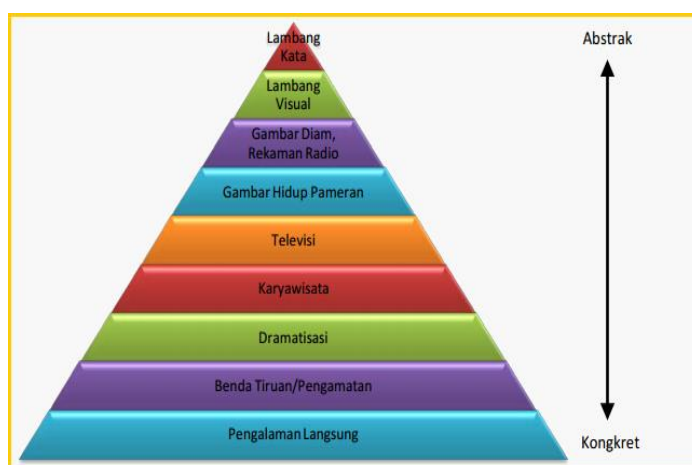 Lambang
Kata
Lambang
Visual
Gambar Diam,
Rekaman Radio
Gambar Hidup Pameran
Televisi
Karyawisata
Dramatisasi
Benda Tiruan/Pengamatan
Pengalaman Langsung
Abstrak
Kongkret